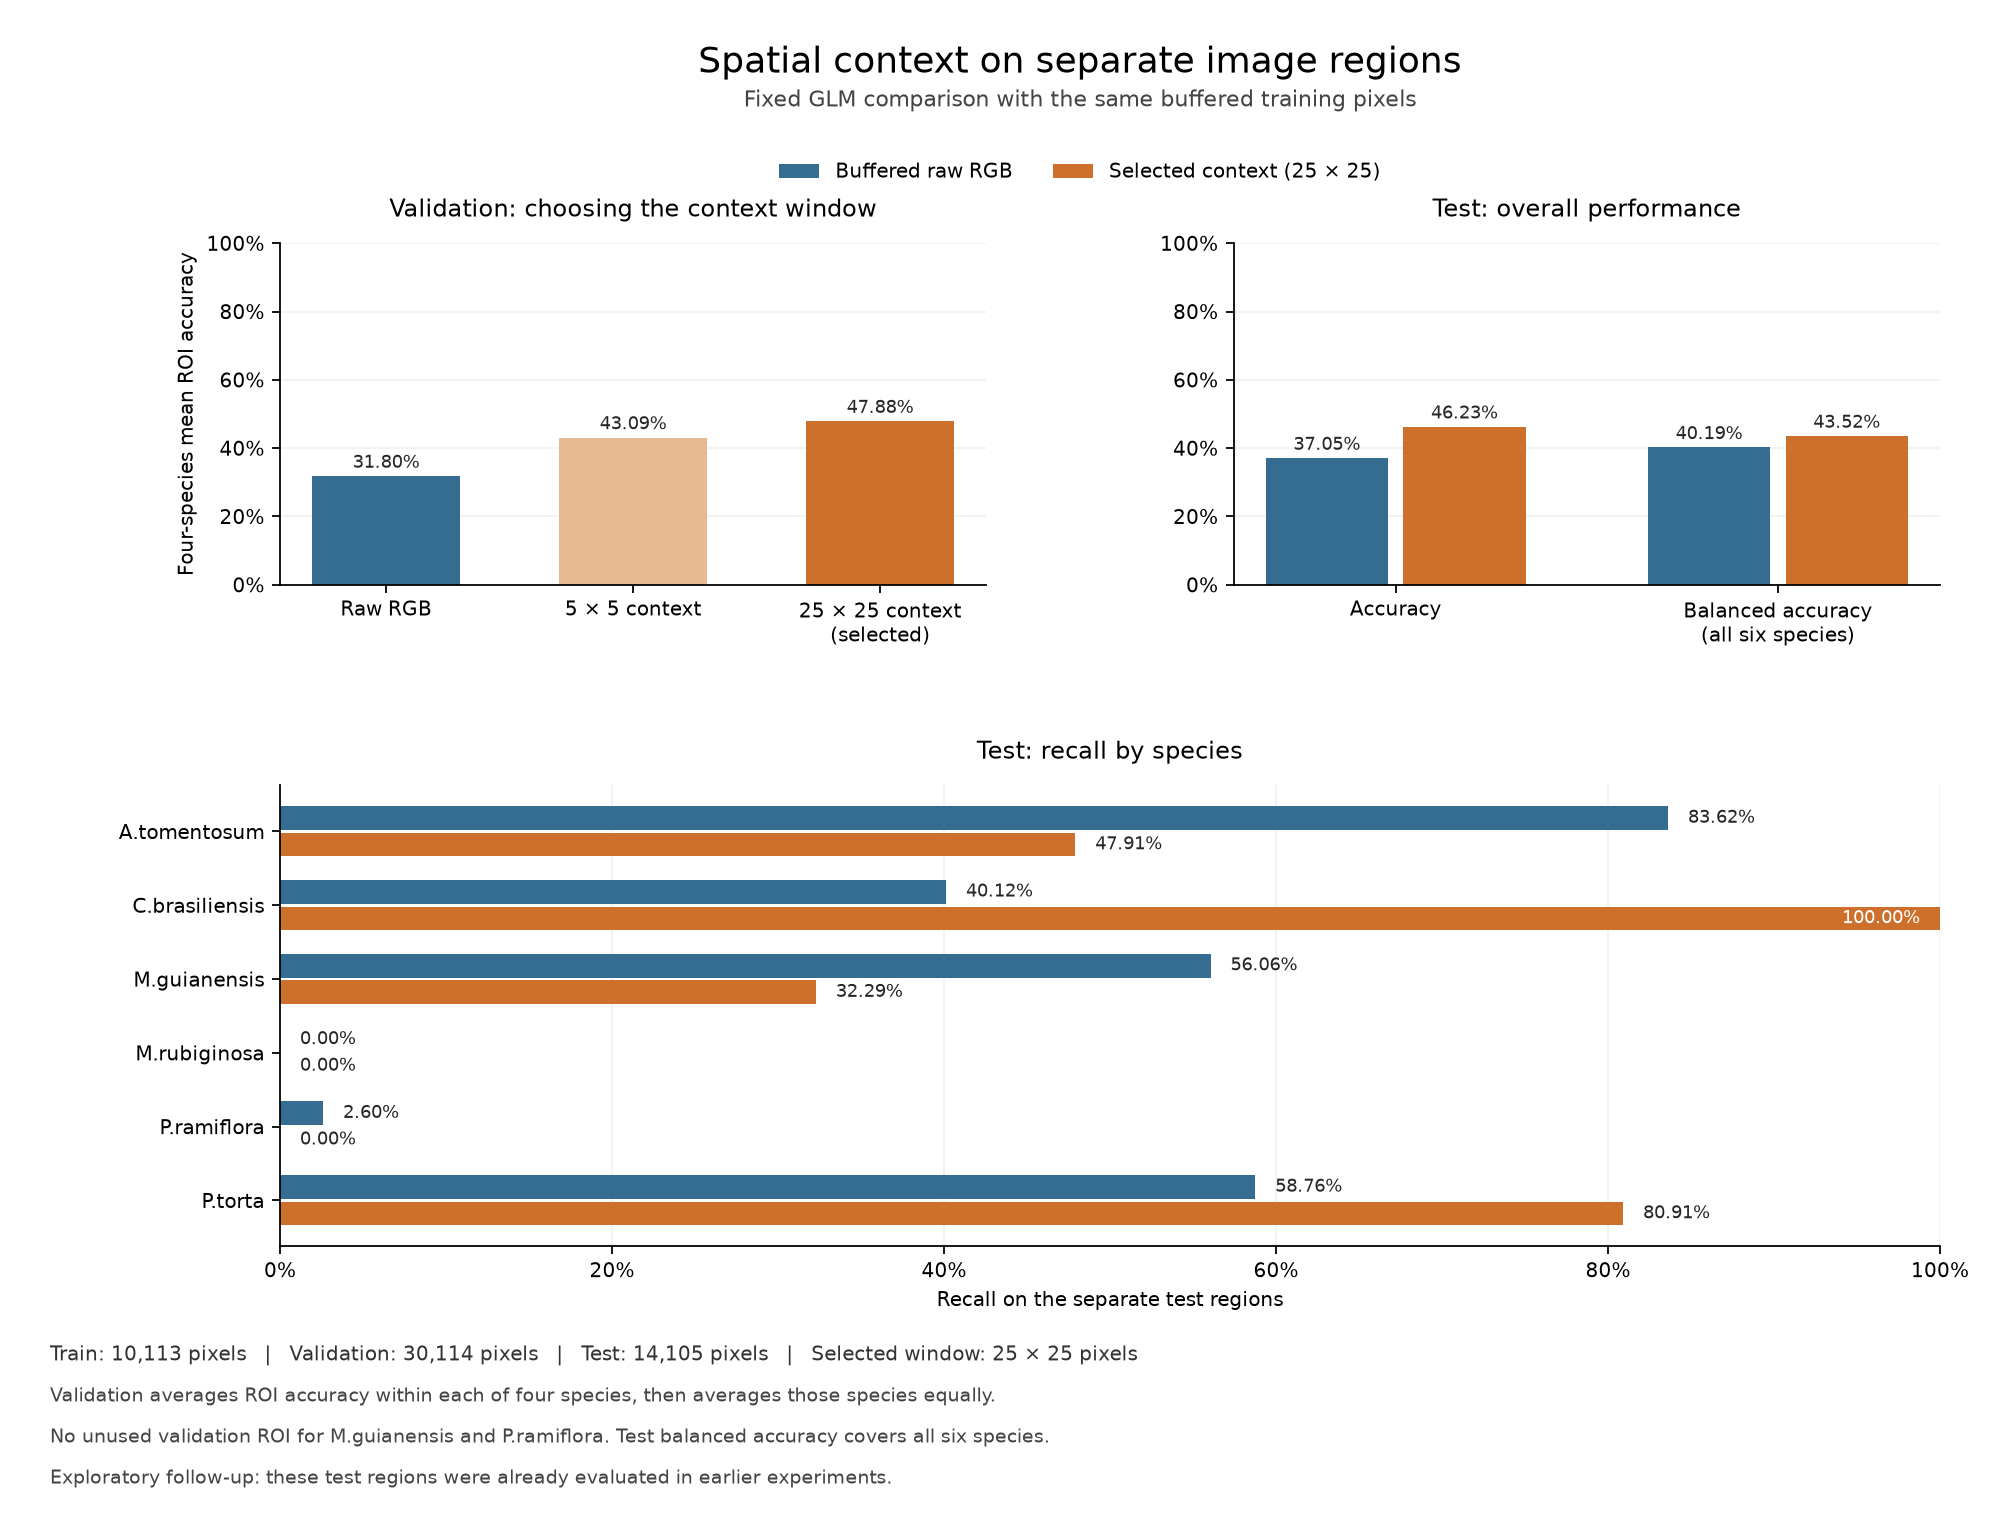 Spatial context on separate image regions
Fixed GLM comparison with the same buffered training pixels
Buffered raw RGB
Selected context (25 × 25)
Validation: choosing the context window
Four-species mean ROI accuracy
100%
80%
60%
40%
20%
0%
31.80%
43.09%
47.88%
Raw RGB
5 × 5 context
25 × 25 context
(selected)
Test: overall performance
100%
80%
60%
40%
20%
0%
37.05%
46.23%
40.19%
43.52%
Accuracy
Balanced accuracy
(all six species)
Test: recall by species
A.tomentosum
83.62%
47.91%
C.brasiliensis
40.12%
100.00%
M.guianensis
56.06%
32.29%
M.rubiginosa
0.00%
0.00%
P.ramiflora
2.60%
0.00%
P.torta
58.76%
80.91%
0%
20%
40%
60%
80%
100%
Recall on the separate test regions
Train: 10,113 pixels | Validation: 30,114 pixels | Test: 14,105 pixels | Selected window: 25 × 25 pixels
Validation averages ROI accuracy within each of four species, then averages those species equally.
No unused validation ROI for M.guianensis and P.ramiflora. Test balanced accuracy covers all six species.
Exploratory follow-up: these test regions were already evaluated in earlier experiments.